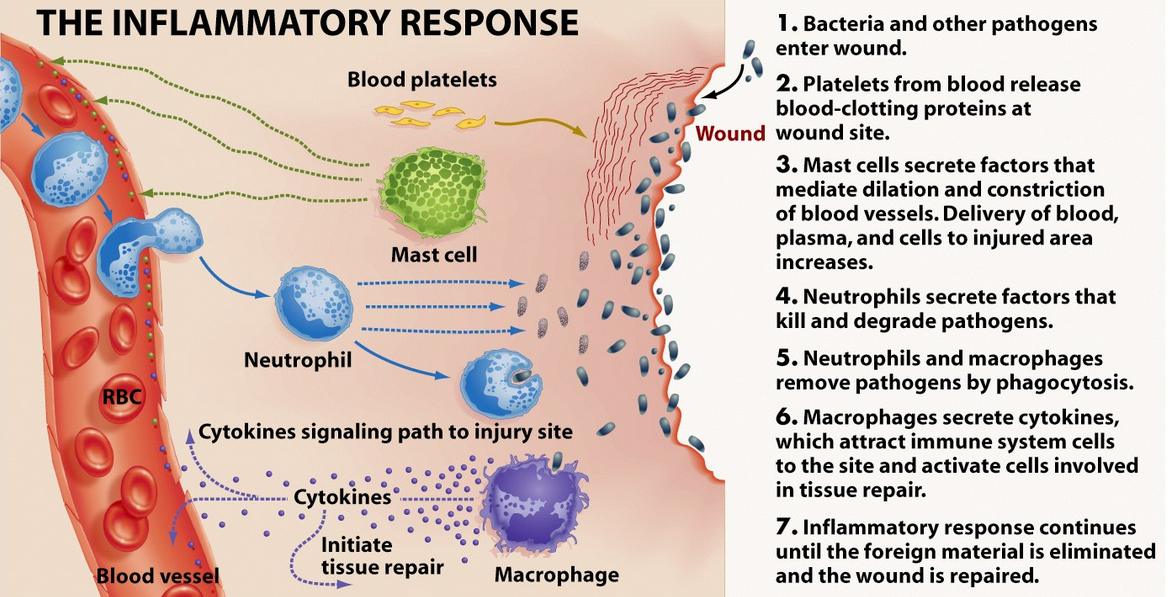 THE INFLAMMATORY RESPONSE
Blood platelets
Wound
Mast cell
Neutrophil
RBC
Cytokines signaling path to injury site
Cytokines
Initiate
tissue repair
Blood vessel
Macrophage
1. Bacteria and other pathogens
enter wound.
2. Platelets from blood release
blood-clotting proteins at
wound site.
3. Mast cells secrete factors that
mediate dilation and constriction
of blood vessels. Delivery of blood,
plasma, and cells to injured area
increases.
4. Neutrophils secrete factors that
kill and degrade pathogens.
5. Neutrophils and macrophages
remove pathogens by phagocytosis.
6. Macrophages secrete cytokines,
which attract immune system cells
to the site and activate cells involved
in tissue repair.
7. Inflammatory response continues
until the foreign material is eliminated
and the wound is repaired.